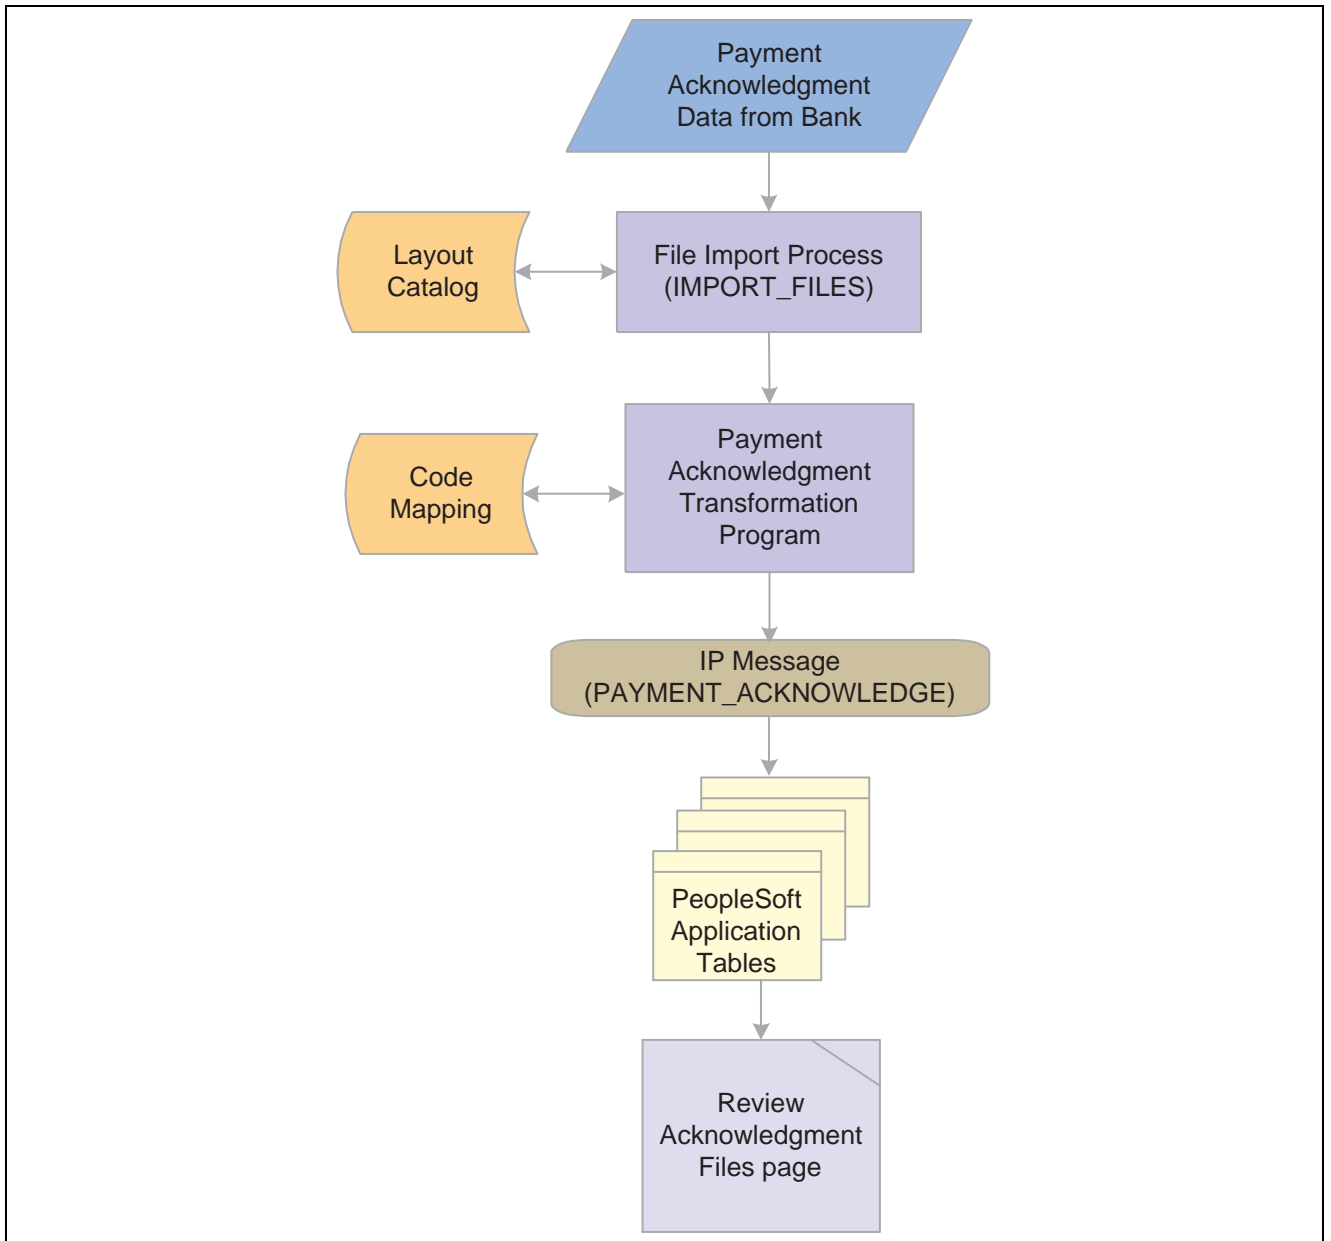 Payment
Acknowledgment
Data from Bank
Layout
Catalog
File Import Process
(IMPORT_FILES)
Code
Mapping
Payment
Acknowledgment
Transformation
Program
IP Message
(PAYMENT_ACKNOWLEDGE)
PeopleSoft
Application
Tables
Review
Acknowledgment
Files page